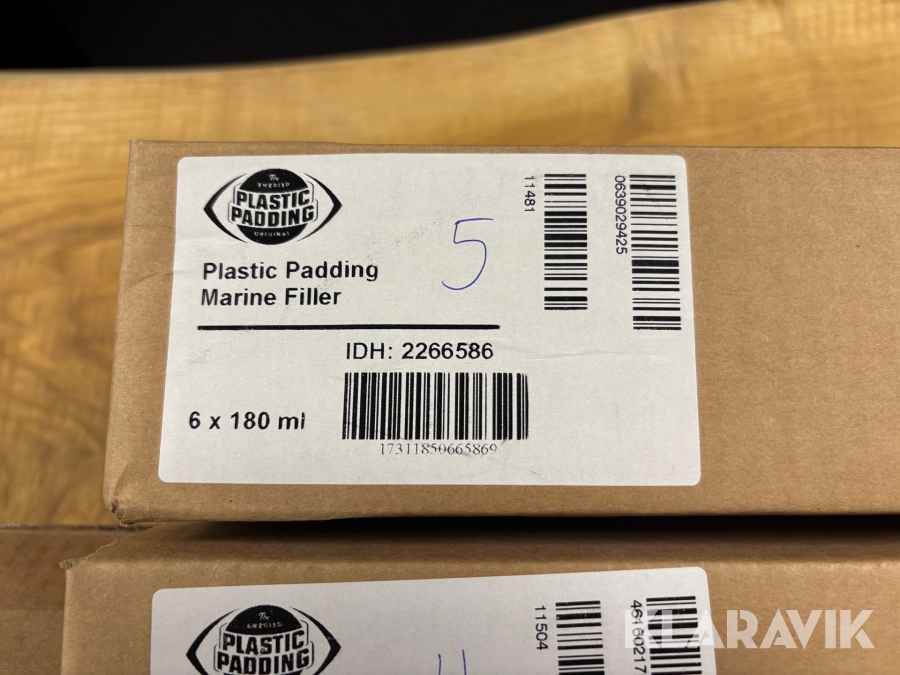 The
SWEDISH
PLASTIC
PADDING
ORIGINAL
Plastic Padding
Marine Filler
5
11481
0639029425
IDH: 2266586
6 x 180 ml
17311850665869
The
SWEDISH
PLASTIC
PADDING
11504
46160217
KLARAVIK